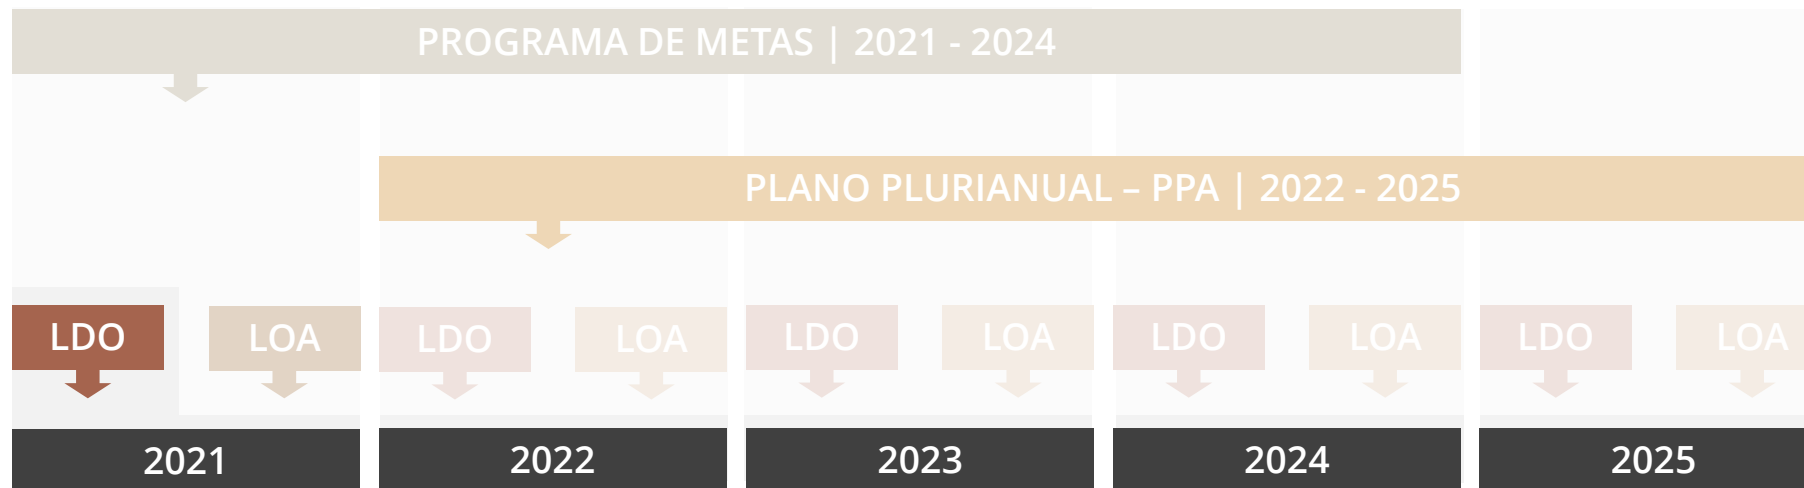 PROGRAMA DE METAS | 2021 - 2024
PLANO PLURIANUAL – PPA | 2022 - 2025
LDO LOA LDO LOA LDO LOA LDO LOA LDO LOA
2021 2022 2023 2024 2025